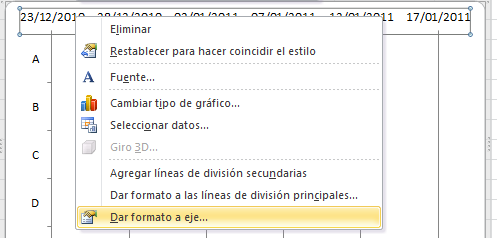 23/12/2010 28/12/2010 02/01/2011 07/01/2011 12/01/2011 17/01/2011
Eliminar
Restablecer para hacer coincidir el estilo
A
Fuente...
B
Cambiar tipo de gráfico...
Seleccionar datos...
Giro 3D...
C
Agregar líneas de división secundarias
Dar formato a las líneas de división principales...
D
Dar formato a eje...